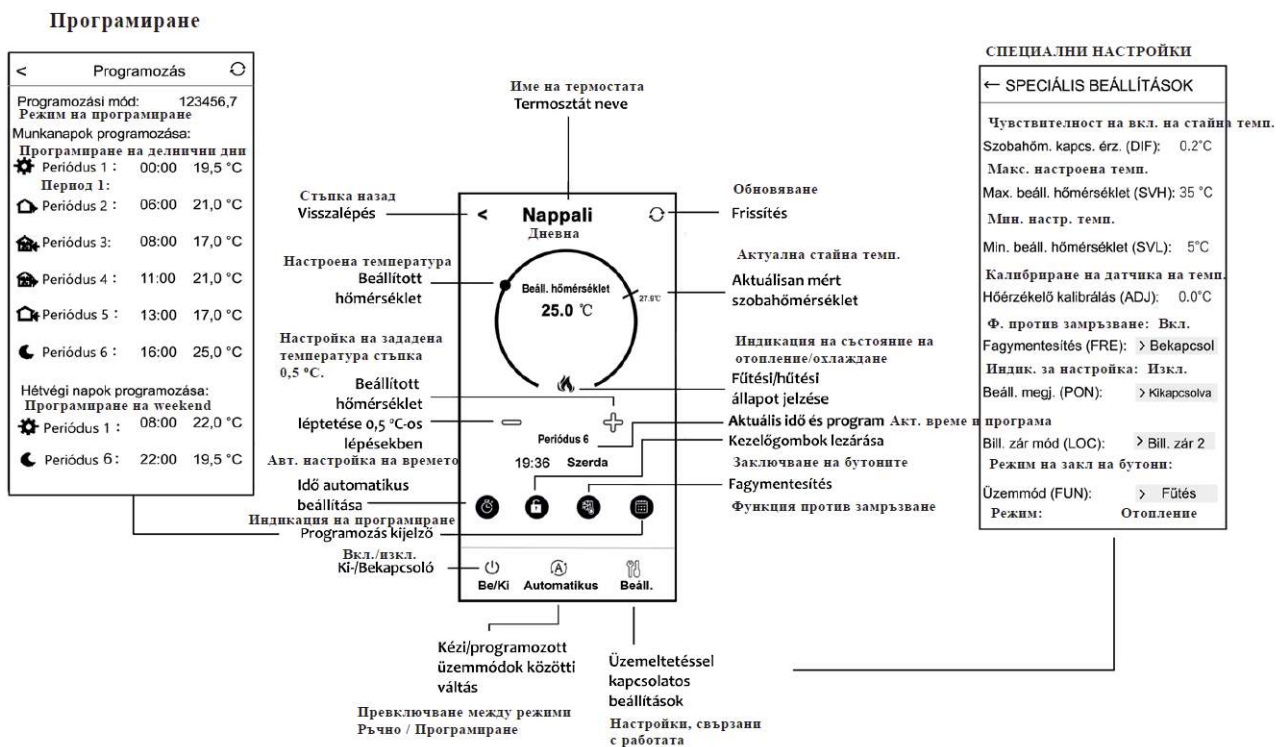 Програмиране
< Programozás
Programozási mód: 123456,7
Режим на програмиране
Munkanapok programozása:
Програмиране на делнични дни
Periódus 1 : 00:00 19,5 °C
Период 1:
Periódus 2 : 06:00 21,0 °C
Periódus 3: 08:00 17,0 °C
Periódus 4 : 11:00 21,0 °C
Periódus 5 : 13:00 17,0 °C
Periódus 6 : 16:00 25,0 °C
Hétvégi napok programozása:
Програмиране на weekend
Periódus 1 : 08:00 22,0 °C
Periódus 6: 22:00 19,5 °C
Име на термостата
Termosztát neve
Стъпка назад
Visszalépés
< Nappali
Дневна
Обновяване
Frissítés
Настроена температура
Beállított
hőmérséklet
Beáll. hőmérséklet
25.0 °C
27.0°C
Актуална стайна темп.
Aktuálisan mért
szobahőmérséklet
Настройка на зададена
температура стъпка
0,5 °C.
Beállított
hőmérséklet
léptetése 0,5 °C-os
lépésekben
Индикация на състояние на
отопление/охлаждане
Fűtési/hűtési
állapot jelzése
Periódus 6
19:36 Szerda
Aktuális idő és program Акт. време и програма
Kezelőgombok lezárása
Заключване на бутоните
Fagymentesítés
Функция против замръзване
Авт. настройка на времето
Idő automatikus
beállítása
Индикация на програмиране
Programozás kijelző
Вкл./изкл.
Ki-/Bekapcsoló
Be/Ki Automatikus Beáll.
Kézi/programozott
üzemmódok közötti
váltás
Превключване между режими
Ръчно / Програмиране
Üzemeltetéssel
kapcsolatos
beállítások
Настройки, свързани
с работата
СПЕЦИАЛНИ НАСТРОЙКИ
← SPECIÁLIS BEÁLLÍTÁSOK
Чувствителност на вкл. на стайна темп.
Szobahőm. kapcs. érz. (DIF): 0.2°C
Макс. настроена темп.
Max. beáll. hőmérséklet (SVH): 35 °C
Мин. настр. темп.
Min. beáll. hőmérséklet (SVL): 5°C
Калибриране на датчика на темп.
Hőérzékelő kalibrálás (ADJ): 0.0°C
Ф. против замръзване: Вкл.
Fagymentesítés (FRE): > Bekapcsol
Индик. за настройка: Изкл.
Beáll. megj. (PON): > Kikapcsolva
Bill. zár mód (LOC): > Bill. zár 2
Режим на закл на бутони:
Üzemmód (FUN): > Fűtés
Режим: Отопление